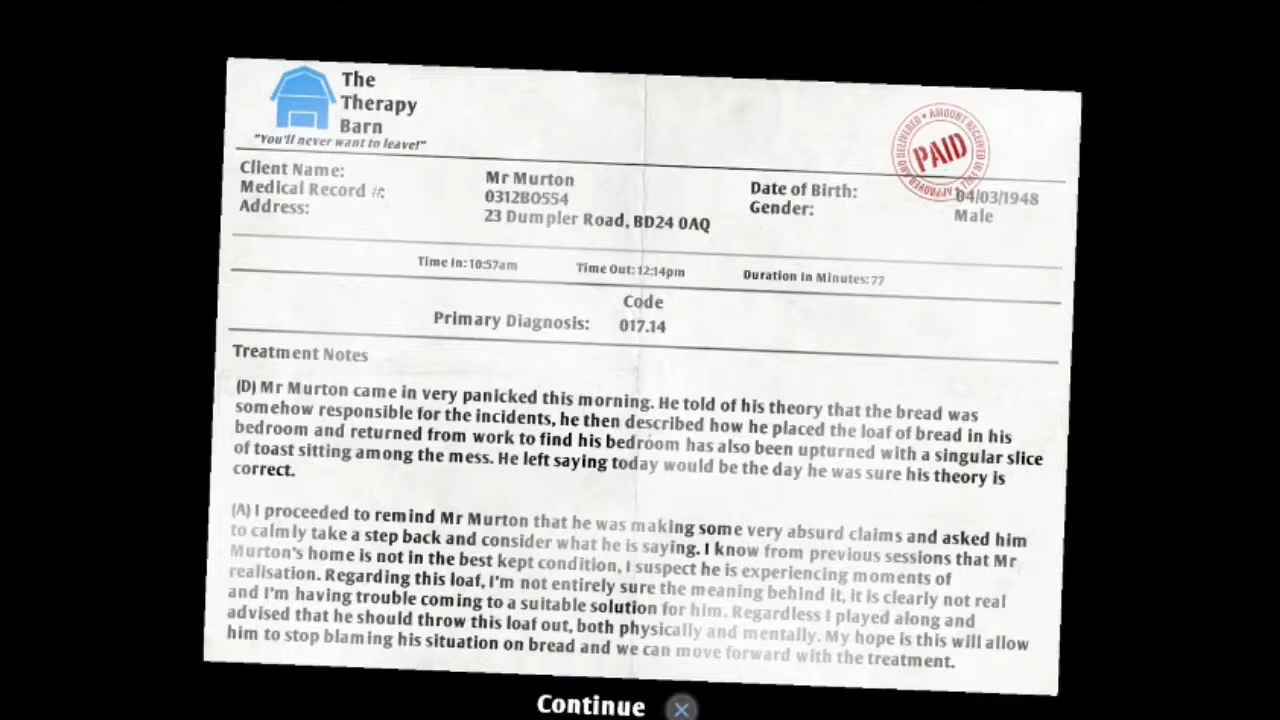 The
Therapy
Barn
"You'll never want to leave!"
AMOUNT RECEIVED IN FULL • APPROVED AND DELIVERED •
PAID
Client Name: Mr Murton Date of Birth: 04/03/1948
Medical Record #: 0312BO554 Gender: Male
Address: 23 Dumpler Road, BD24 0AQ
Time In: 10:57am Time Out: 12:14pm Duration In Minutes: 77
Code
Primary Diagnosis: 017.14
Treatment Notes
(D) Mr Murton came in very panicked this morning. He told of his theory that the bread was
somehow responsible for the incidents, he then described how he placed the loaf of bread in his
bedroom and returned from work to find his bedroom has also been upturned with a singular slice
of toast sitting among the mess. He left saying today would be the day he was sure his theory is
correct.
(A) I proceeded to remind Mr Murton that he was making some very absurd claims and asked him
to calmly take a step back and consider what he is saying. I know from previous sessions that Mr
Murton's home is not in the best kept condition, I suspect he is experiencing moments of
realisation. Regarding this loaf, I'm not entirely sure the meaning behind it, it is clearly not real
and I'm having trouble coming to a suitable solution for him. Regardless I played along and
advised that he should throw this loaf out, both physically and mentally. My hope is this will allow
him to stop blaming his situation on bread and we can move forward with the treatment.
Continue